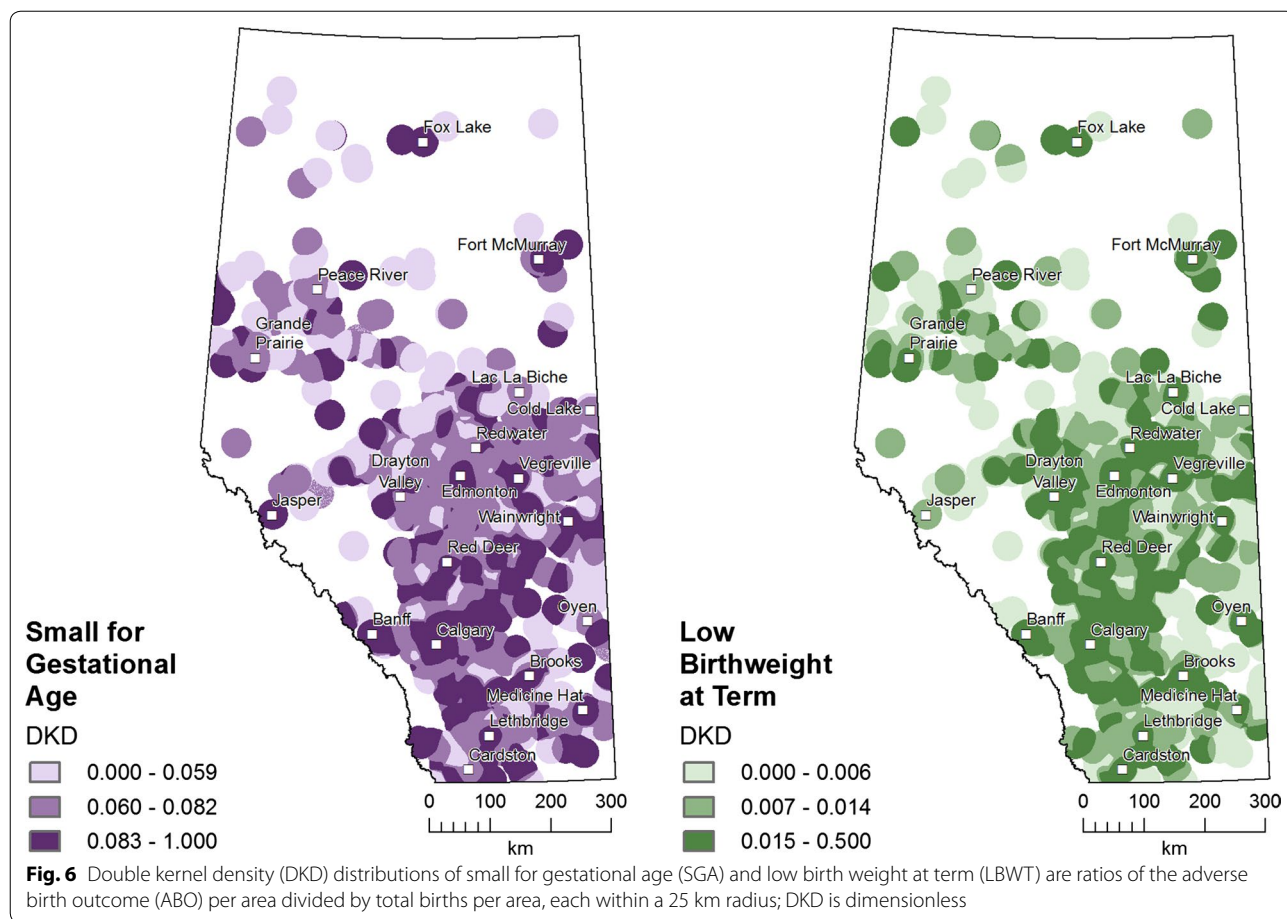 Fox Lake
Fort McMurray
Peace River
Grande
Prairie
Lac La Biche
Cold Lake
Redwater
Drayton
Valley
Vegreville
Edmonton
Jasper
Wainwright
Red Deer
Oyen
Banff
Calgary
Brooks
Medicine Hat
Lethbridge
Cardston
Small for
Gestational
Age
DKD
0.000 - 0.059
0.060 - 0.082
0.083 - 1.000
0 100 200 300
km
Fox Lake
Fort McMurray
Peace River
Grande
Prairie
Lac La Biche
Cold Lake
Redwater
Drayton
Valley
Vegreville
Edmonton
Jasper
Wainwright
Red Deer
Oyen
Banff
Calgary
Brooks
Medicine Hat
Lethbridge
Cardston
Low
Birthweight
at Term
DKD
0.000 - 0.006
0.007 - 0.014
0.015 - 0.500
0 100 200 300
km
Fig. 6 Double kernel density (DKD) distributions of small for gestational age (SGA) and low birth weight at term (LBWT) are ratios of the adverse
birth outcome (ABO) per area divided by total births per area, each within a 25 km radius; DKD is dimensionless